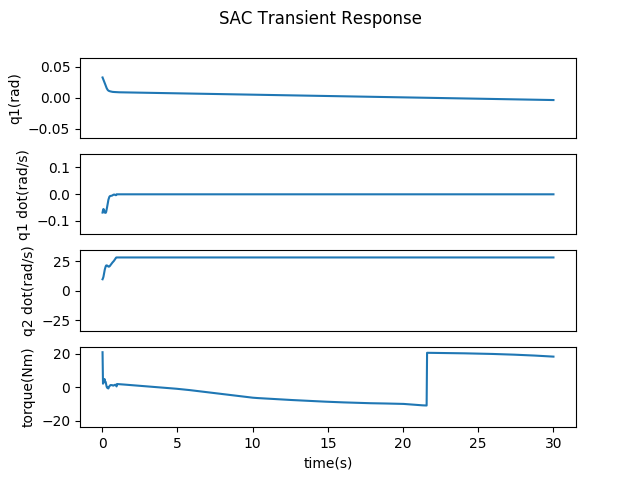 SAC Transient Response
q1(rad)
0.05
0.00
−0.05
q1 dot(rad/s)
0.1
0.0
−0.1
q2 dot(rad/s)
25
0
−25
torque(Nm)
20
0
−20
0 5 10 15 20 25 30
time(s)